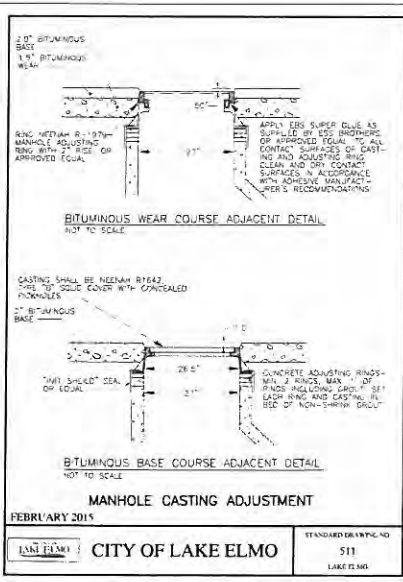 2.0" BITUMINOUS
BASE
1.5" BITUMINOUS
WEAR
RING NEENAH R-1979
MANHOLE ADJUSTING
RING WITH 2" RISE, OR
APPROVED EQUAL
.50"
27"
APPLY EBS SUPER GLUE AS
SUPPLIED BY ESS BROTHERS
OR APPROVED EQUAL TO ALL
CONTACT SURFACES OF CAST-
ING AND ADJUSTING RING.
CLEAN AND DRY CONTACT
SURFACES IN ACCORDANCE
WITH ADHESIVE MANUFACT-
URER'S RECOMMENDATIONS
BITUMINOUS WEAR COURSE ADJACENT DETAIL
NOT TO SCALE
CASTING SHALL BE NEENAH R1642
TYPE "B" SOLID COVER WITH CONCEALED
PICKHOLES
2" BITUMINOUS
BASE
26.5"
27"
SEAL
OR EQUAL
CONCRETE ADJUSTING RINGS-
MIN. 2 RINGS, MAX. OF
RINGS INCLUDING GROUT. SET
EACH RING AND CASTING IN
BED OF NON-SHRINK GROUT
BITUMINOUS BASE COURSE ADJACENT DETAIL
NOT TO SCALE
MANHOLE CASTING ADJUSTMENT
FEBRUARY 2015
LAKE ELMO
CITY OF LAKE ELMO
STANDARD DRAWING NO
511
LAKE ELMO